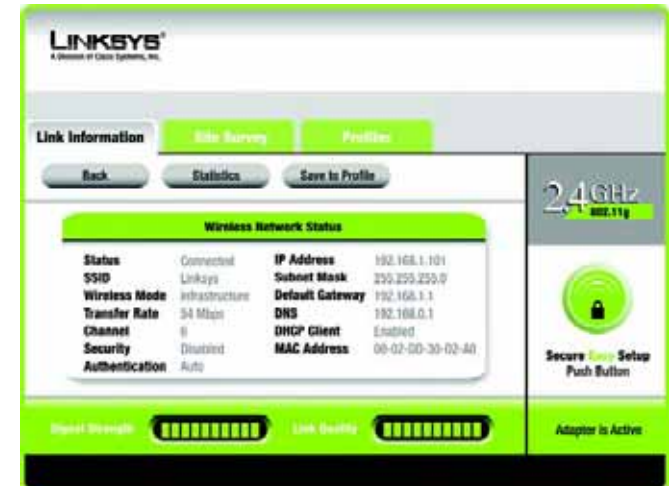 LINKSYS®
A Division of Cisco Systems, Inc.
Link Information Site Survey Profiles
Back Statistics Save to Profile
2,4GHz
802.11g
Wireless Network Status
Status Connected IP Address 192.168.1.101
SSID Linksys Subnet Mask 255.255.255.0
Wireless Mode Infrastructure Default Gateway 192.168.1.1
Transfer Rate 54 Mbps DNS 192.168.0.1
Channel 6 DHCP Client Enabled
Security Disabled MAC Address 00-02-DD-30-02-A0
Authentication Auto
Secure Easy Setup
Push Button
Signal Strength Link Quality Adapter is Active